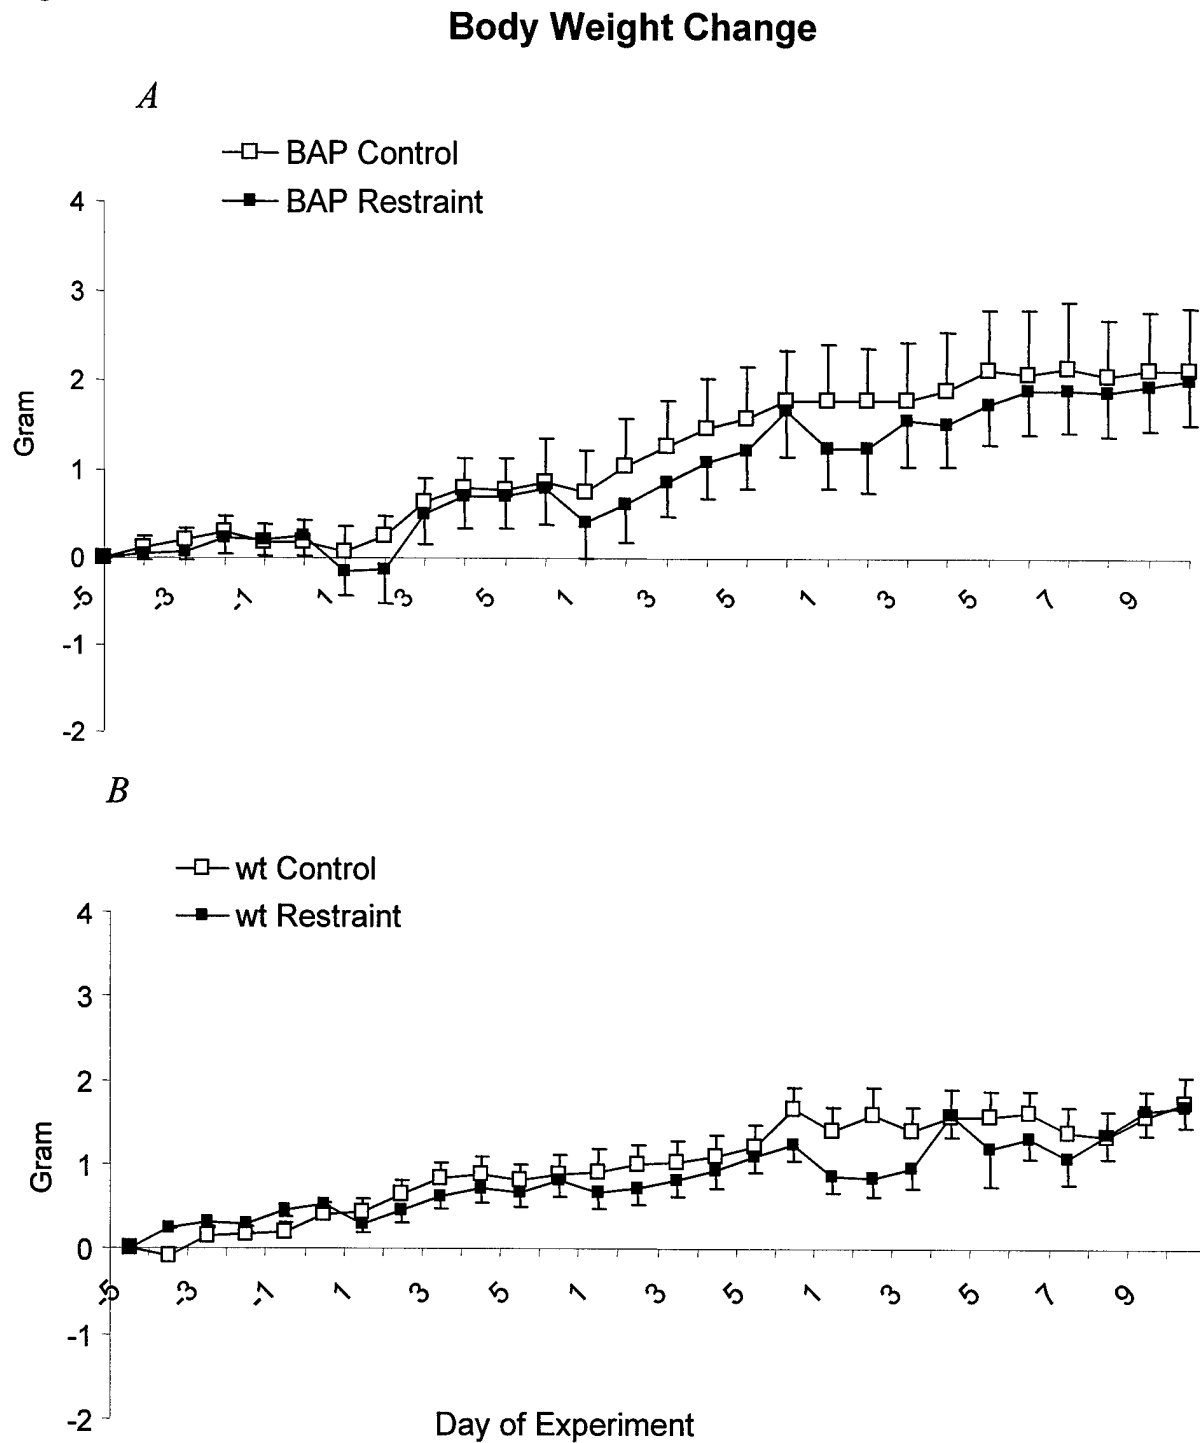 Body Weight Change
A
BAP Control
BAP Restraint
4
3
2
1
0
-1
-2
Gram
-5 -3 -1 1 3 5 1 3 5 1 3 5 7 9
B
wt Control
wt Restraint
4
3
2
1
0
-1
-2
Gram
-5 -3 -1 1 3 5 1 3 5 1 3 5 7 9
Day of Experiment